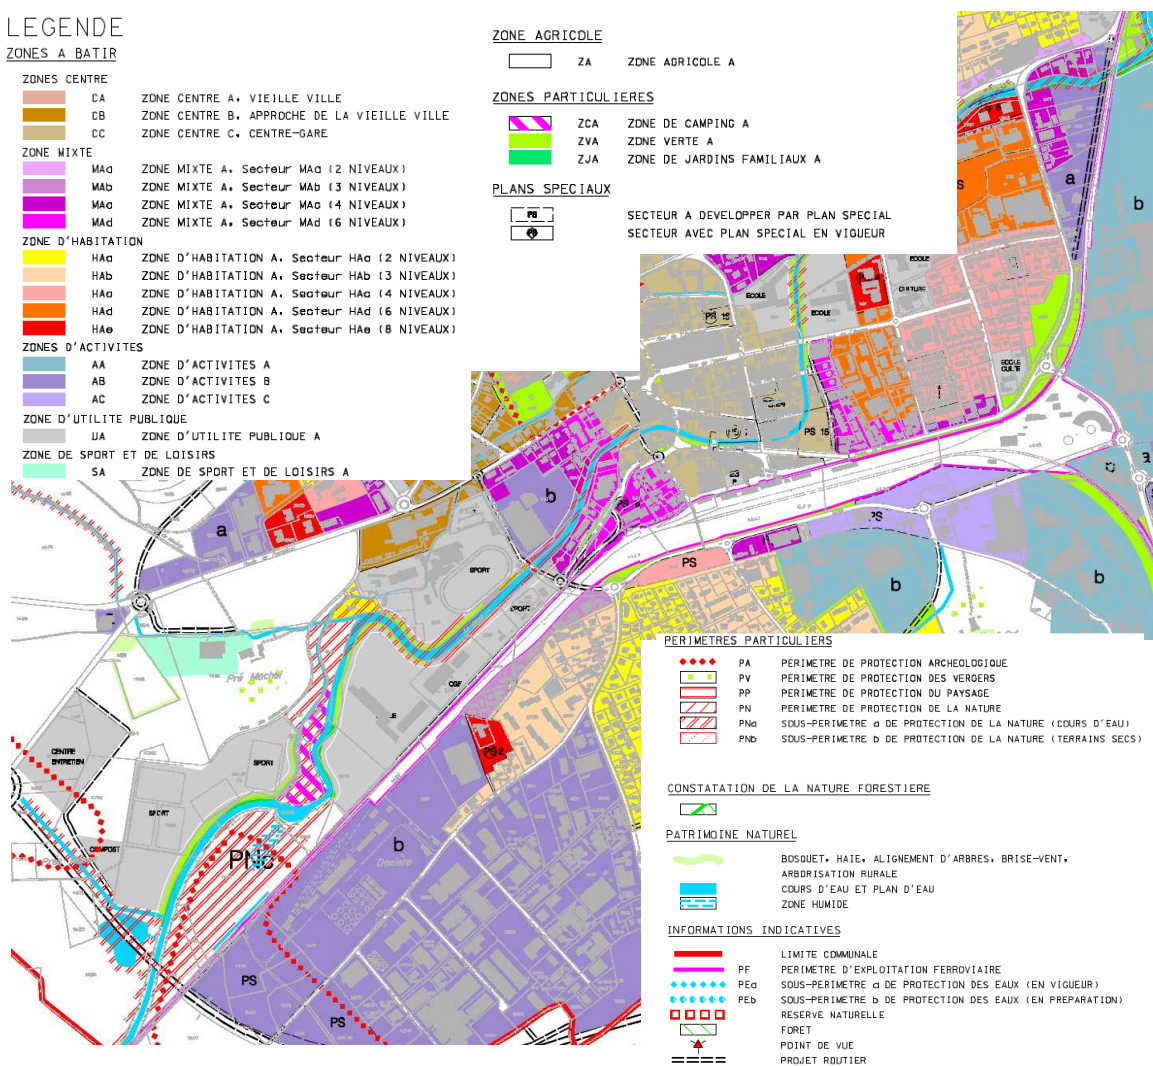 LEGENDE
ZONES A BATIR
ZONES CENTRE
CA ZONE CENTRE A, VIEILLE VILLE
CB ZONE CENTRE B, APPROCHE DE LA VIEILLE VILLE
CC ZONE CENTRE C, CENTRE-GARE
ZONE MIXTE
MAa ZONE MIXTE A, Secteur MAa (2 NIVEAUX)
MAb ZONE MIXTE A, Secteur MAb (3 NIVEAUX)
MAc ZONE MIXTE A, Secteur MAc (4 NIVEAUX)
MAd ZONE MIXTE A, Secteur MAd (6 NIVEAUX)
ZONE D'HABITATION
HAa ZONE D'HABITATION A, Secteur HAa (2 NIVEAUX)
HAb ZONE D'HABITATION A, Secteur HAb (3 NIVEAUX)
HAc ZONE D'HABITATION A, Secteur HAc (4 NIVEAUX)
HAd ZONE D'HABITATION A, Secteur HAd (6 NIVEAUX)
HAe ZONE D'HABITATION A, Secteur HAe (8 NIVEAUX)
ZONES D'ACTIVITES
AA ZONE D'ACTIVITES A
AB ZONE D'ACTIVITES B
AC ZONE D'ACTIVITES C
ZONE D'UTILITE PUBLIQUE
UA ZONE D'UTILITE PUBLIQUE A
ZONE DE SPORT ET DE LOISIRS
SA ZONE DE SPORT ET DE LOISIRS A
ZONE AGRICOLE
ZA ZONE AGRICOLE A
ZONES PARTICULIERES
ZCA ZONE DE CAMPING A
ZVA ZONE VERTE A
ZJA ZONE DE JARDINS FAMILIAUX A
PLANS SPECIAUX
PS SECTEUR A DEVELOPPER PAR PLAN SPECIAL
PS SECTEUR AVEC PLAN SPECIAL EN VIGUEUR
a
b
ECOLE
ECOLE
CULTURE
ECOLE
ECOLE
CULTE
PS 15
PS
a
b
SPORT
SPORT
PS
PS
b
b
Pré Machel
CENTRE
ENTRETIEN
SPORT
SPORT
COMPOST
PS 2
b
PS
PS
PERIMETRES PARTICULIERS
PA PERIMETRE DE PROTECTION ARCHEOLOGIQUE
PV PERIMETRE DE PROTECTION DES VERGERS
PP PERIMETRE DE PROTECTION DU PAYSAGE
PN PERIMETRE DE PROTECTION DE LA NATURE
PNa SOUS-PERIMETRE a DE PROTECTION DE LA NATURE (COURS D'EAU)
PNb SOUS-PERIMETRE b DE PROTECTION DE LA NATURE (TERRAINS SECS)
CONSTATATION DE LA NATURE FORESTIERE
PATRIMOINE NATUREL
BOSQUET, HAIE, ALIGNEMENT D'ARBRES, BRISE-VENT,
ARBORISATION RURALE
COURS D'EAU ET PLAN D'EAU
ZONE HUMIDE
INFORMATIONS INDICATIVES
LIMITE COMMUNALE
PF PERIMETRE D'EXPLOITATION FERROVIAIRE
PEa SOUS-PERIMETRE a DE PROTECTION DES EAUX (EN VIGUEUR)
PEb SOUS-PERIMETRE b DE PROTECTION DES EAUX (EN PREPARATION)
RESERVE NATURELLE
FORET
POINT DE VUE
PROJET ROUTIER